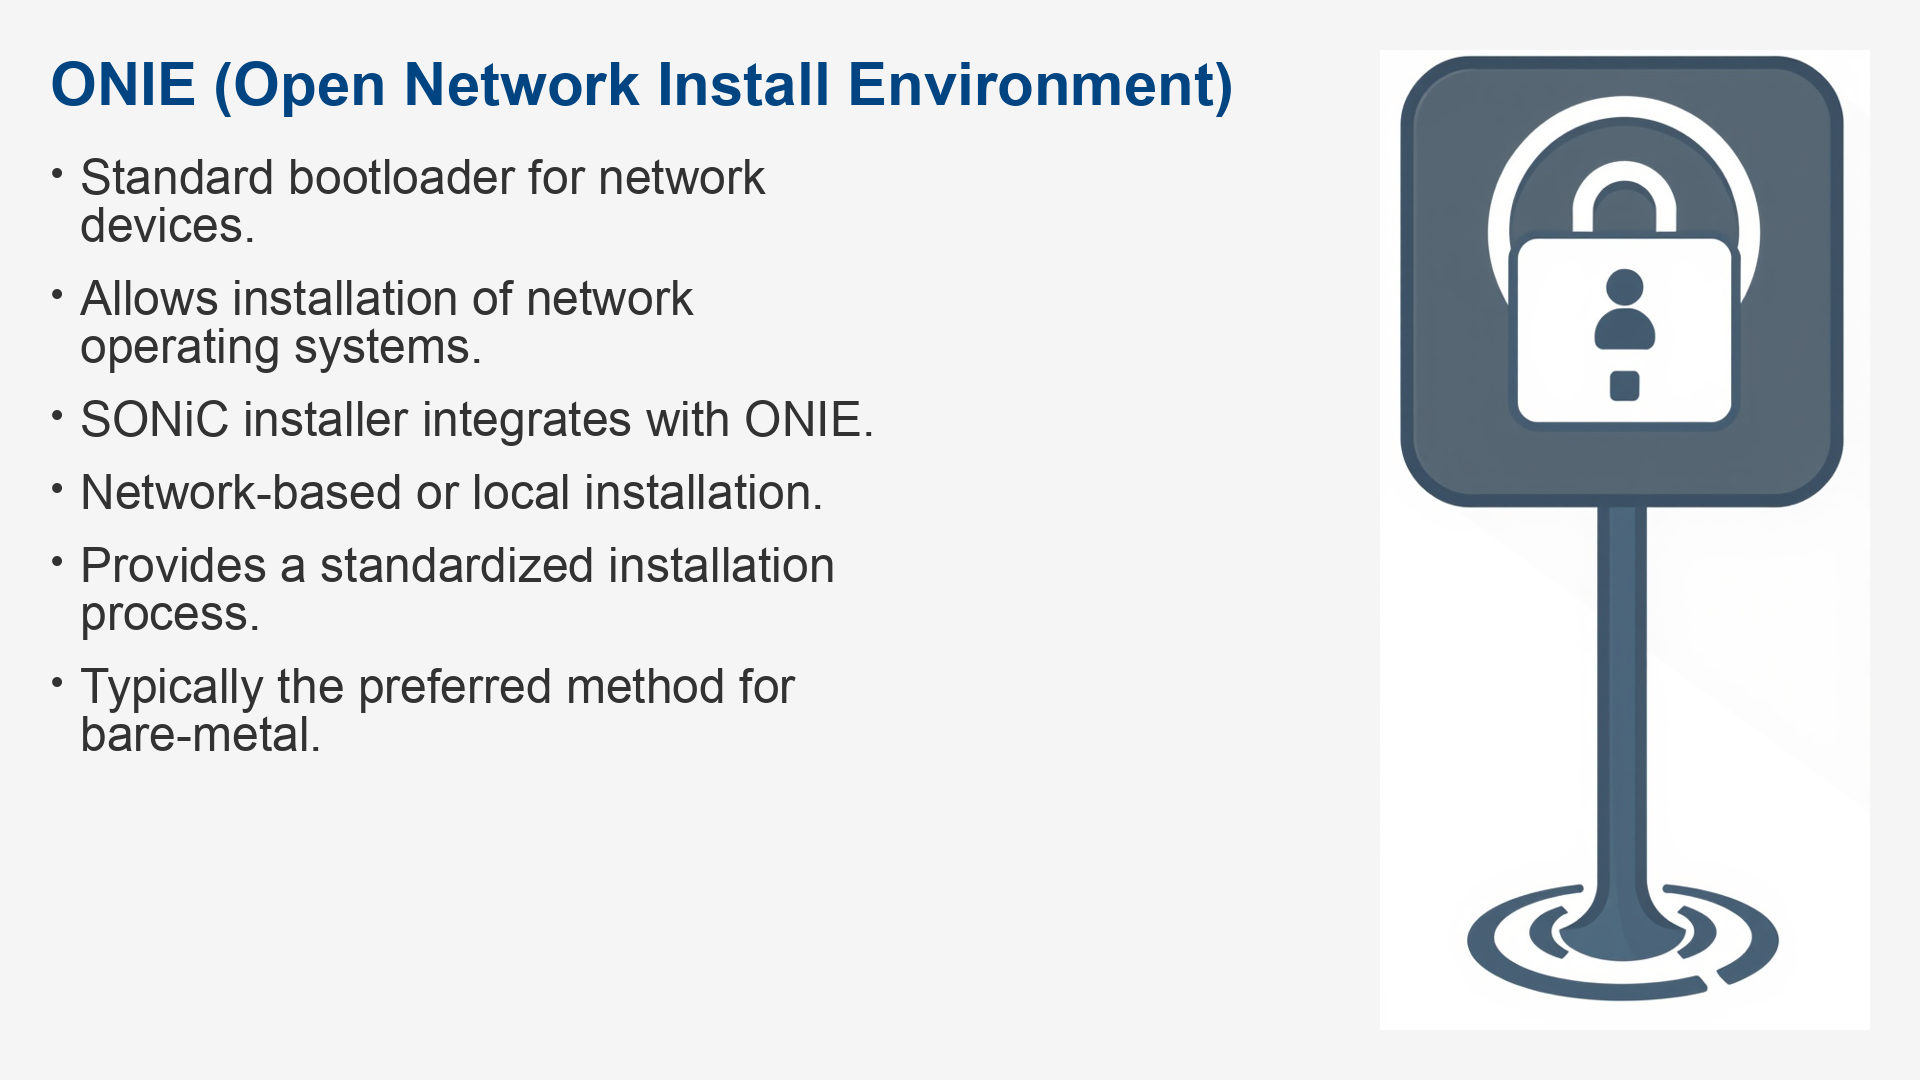 ONIE (Open Network Install Environment)
• Standard bootloader for network
devices.
• Allows installation of network
operating systems.
• SONiC installer integrates with ONIE.
• Network-based or local installation.
• Provides a standardized installation
process.
• Typically the preferred method for
bare-metal.